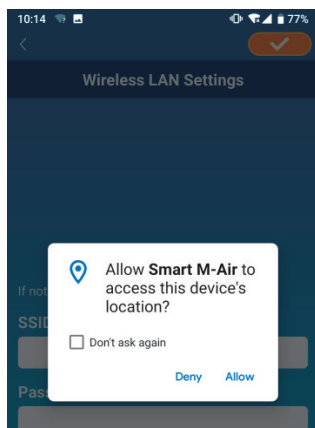 10:14
77%
Wireless LAN Settings
Allow Smart M-Air to
access this device's
location?
If not
SSID
Don't ask again
Deny Allow
Pass